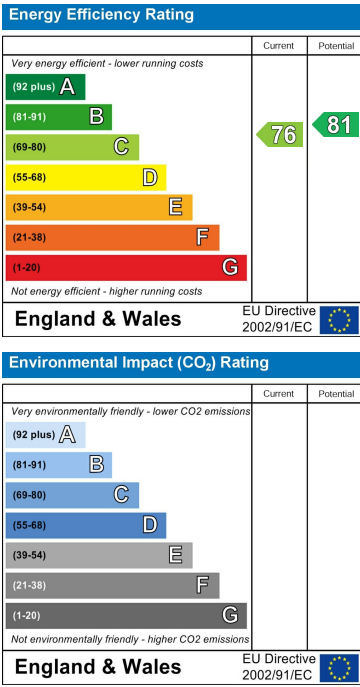 Energy Efficiency Rating
Current Potential
Very energy efficient - lower running costs
(92 plus) A
(81-91) B
(69-80) C
(55-68) D
(39-54) E
(21-38) F
(1-20) G
76
81
Not energy efficient - higher running costs
England & Wales
EU Directive
2002/91/EC
Environmental Impact (CO₂) Rating
Current Potential
Very environmentally friendly - lower CO2 emissions
(92 plus) A
(81-91) B
(69-80) C
(55-68) D
(39-54) E
(21-38) F
(1-20) G
Not environmentally friendly - higher CO2 emissions
England & Wales
EU Directive
2002/91/EC